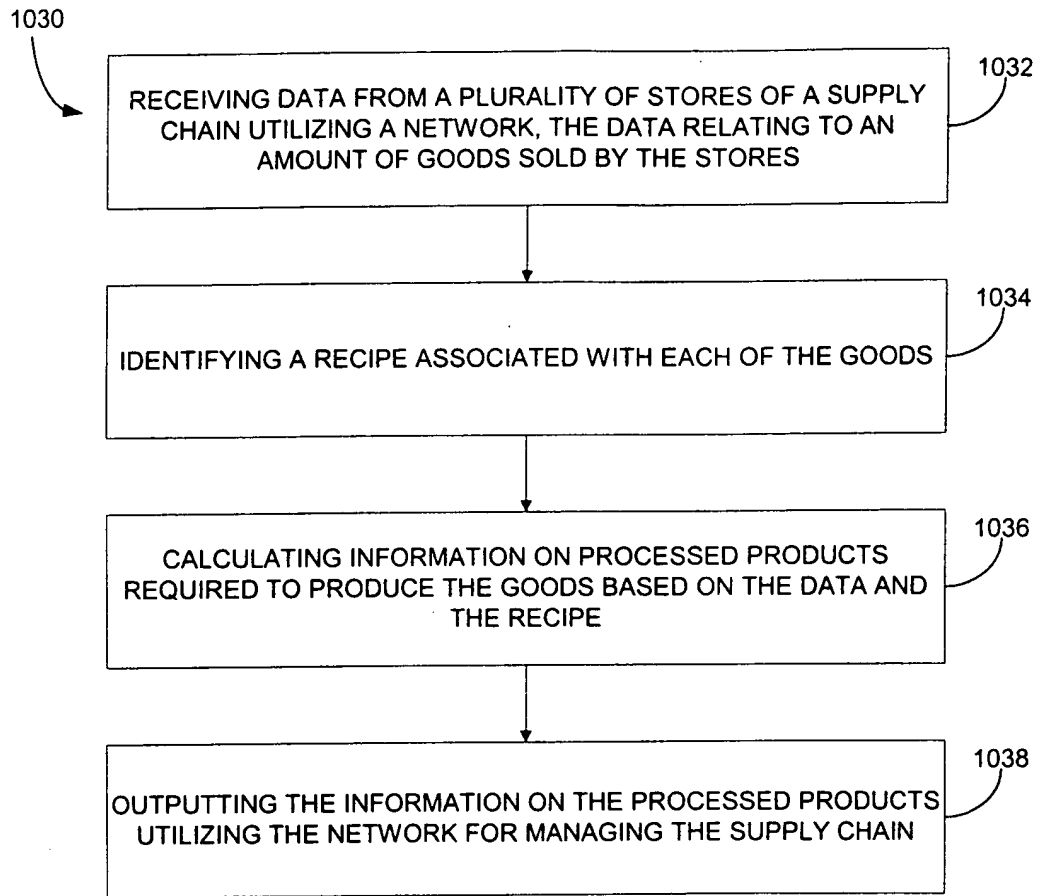 1030
1032
RECEIVING DATA FROM A PLURALITY OF STORES OF A SUPPLY
CHAIN UTILIZING A NETWORK, THE DATA RELATING TO AN
AMOUNT OF GOODS SOLD BY THE STORES
1034
IDENTIFYING A RECIPE ASSOCIATED WITH EACH OF THE GOODS
1036
CALCULATING INFORMATION ON PROCESSED PRODUCTS
REQUIRED TO PRODUCE THE GOODS BASED ON THE DATA AND
THE RECIPE
1038
OUTPUTTING THE INFORMATION ON THE PROCESSED PRODUCTS
UTILIZING THE NETWORK FOR MANAGING THE SUPPLY CHAIN